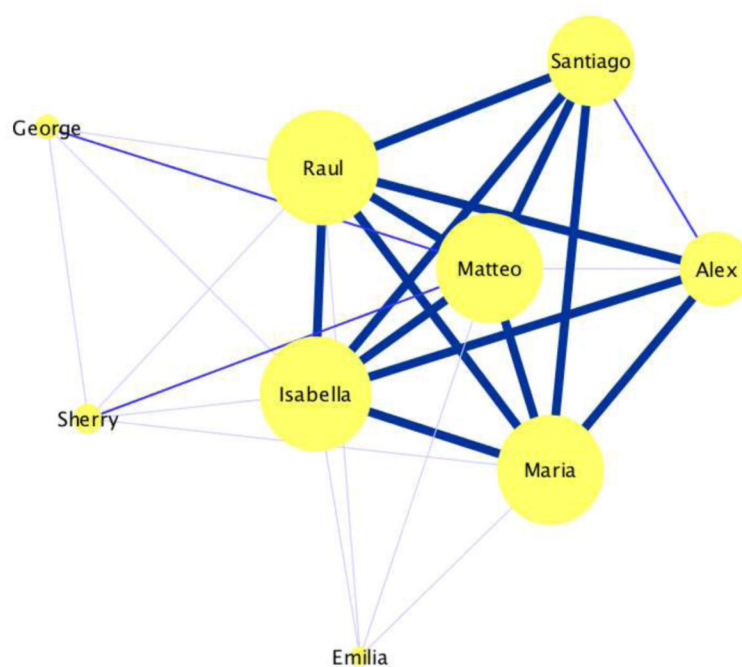 Santiago
George
Raul
Matteo
Alex
Isabella
Sherry
Maria
Emilia